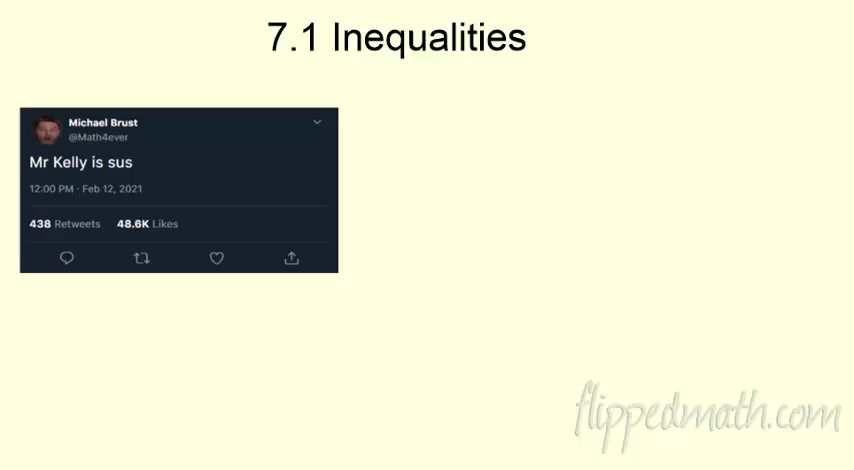 7.1 Inequalities
Michael Brust
@Math4ever
Mr Kelly is sus
12:00 PM · Feb 12, 2021
438 Retweets 48.6K Likes
flippedmath.com